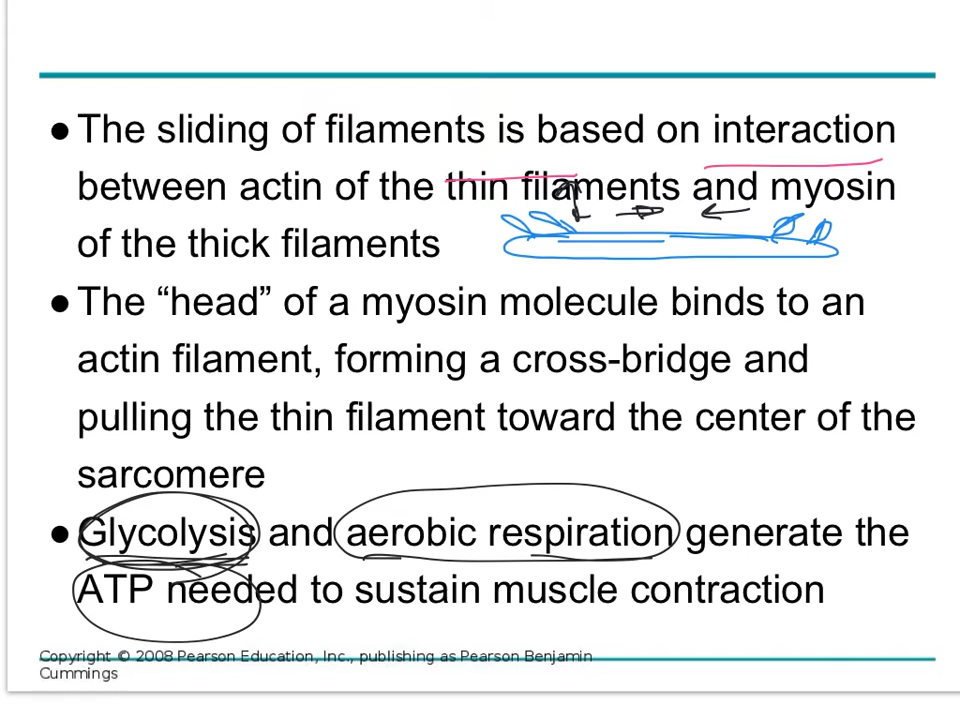 ● The sliding of filaments is based on interaction
between actin of the thin filaments and myosin
of the thick filaments
● The “head” of a myosin molecule binds to an
actin filament, forming a cross-bridge and
pulling the thin filament toward the center of the
sarcomere
● Glycolysis and aerobic respiration generate the
ATP needed to sustain muscle contraction
Copyright © 2008 Pearson Education, Inc., publishing as Pearson Benjamin
Cummings